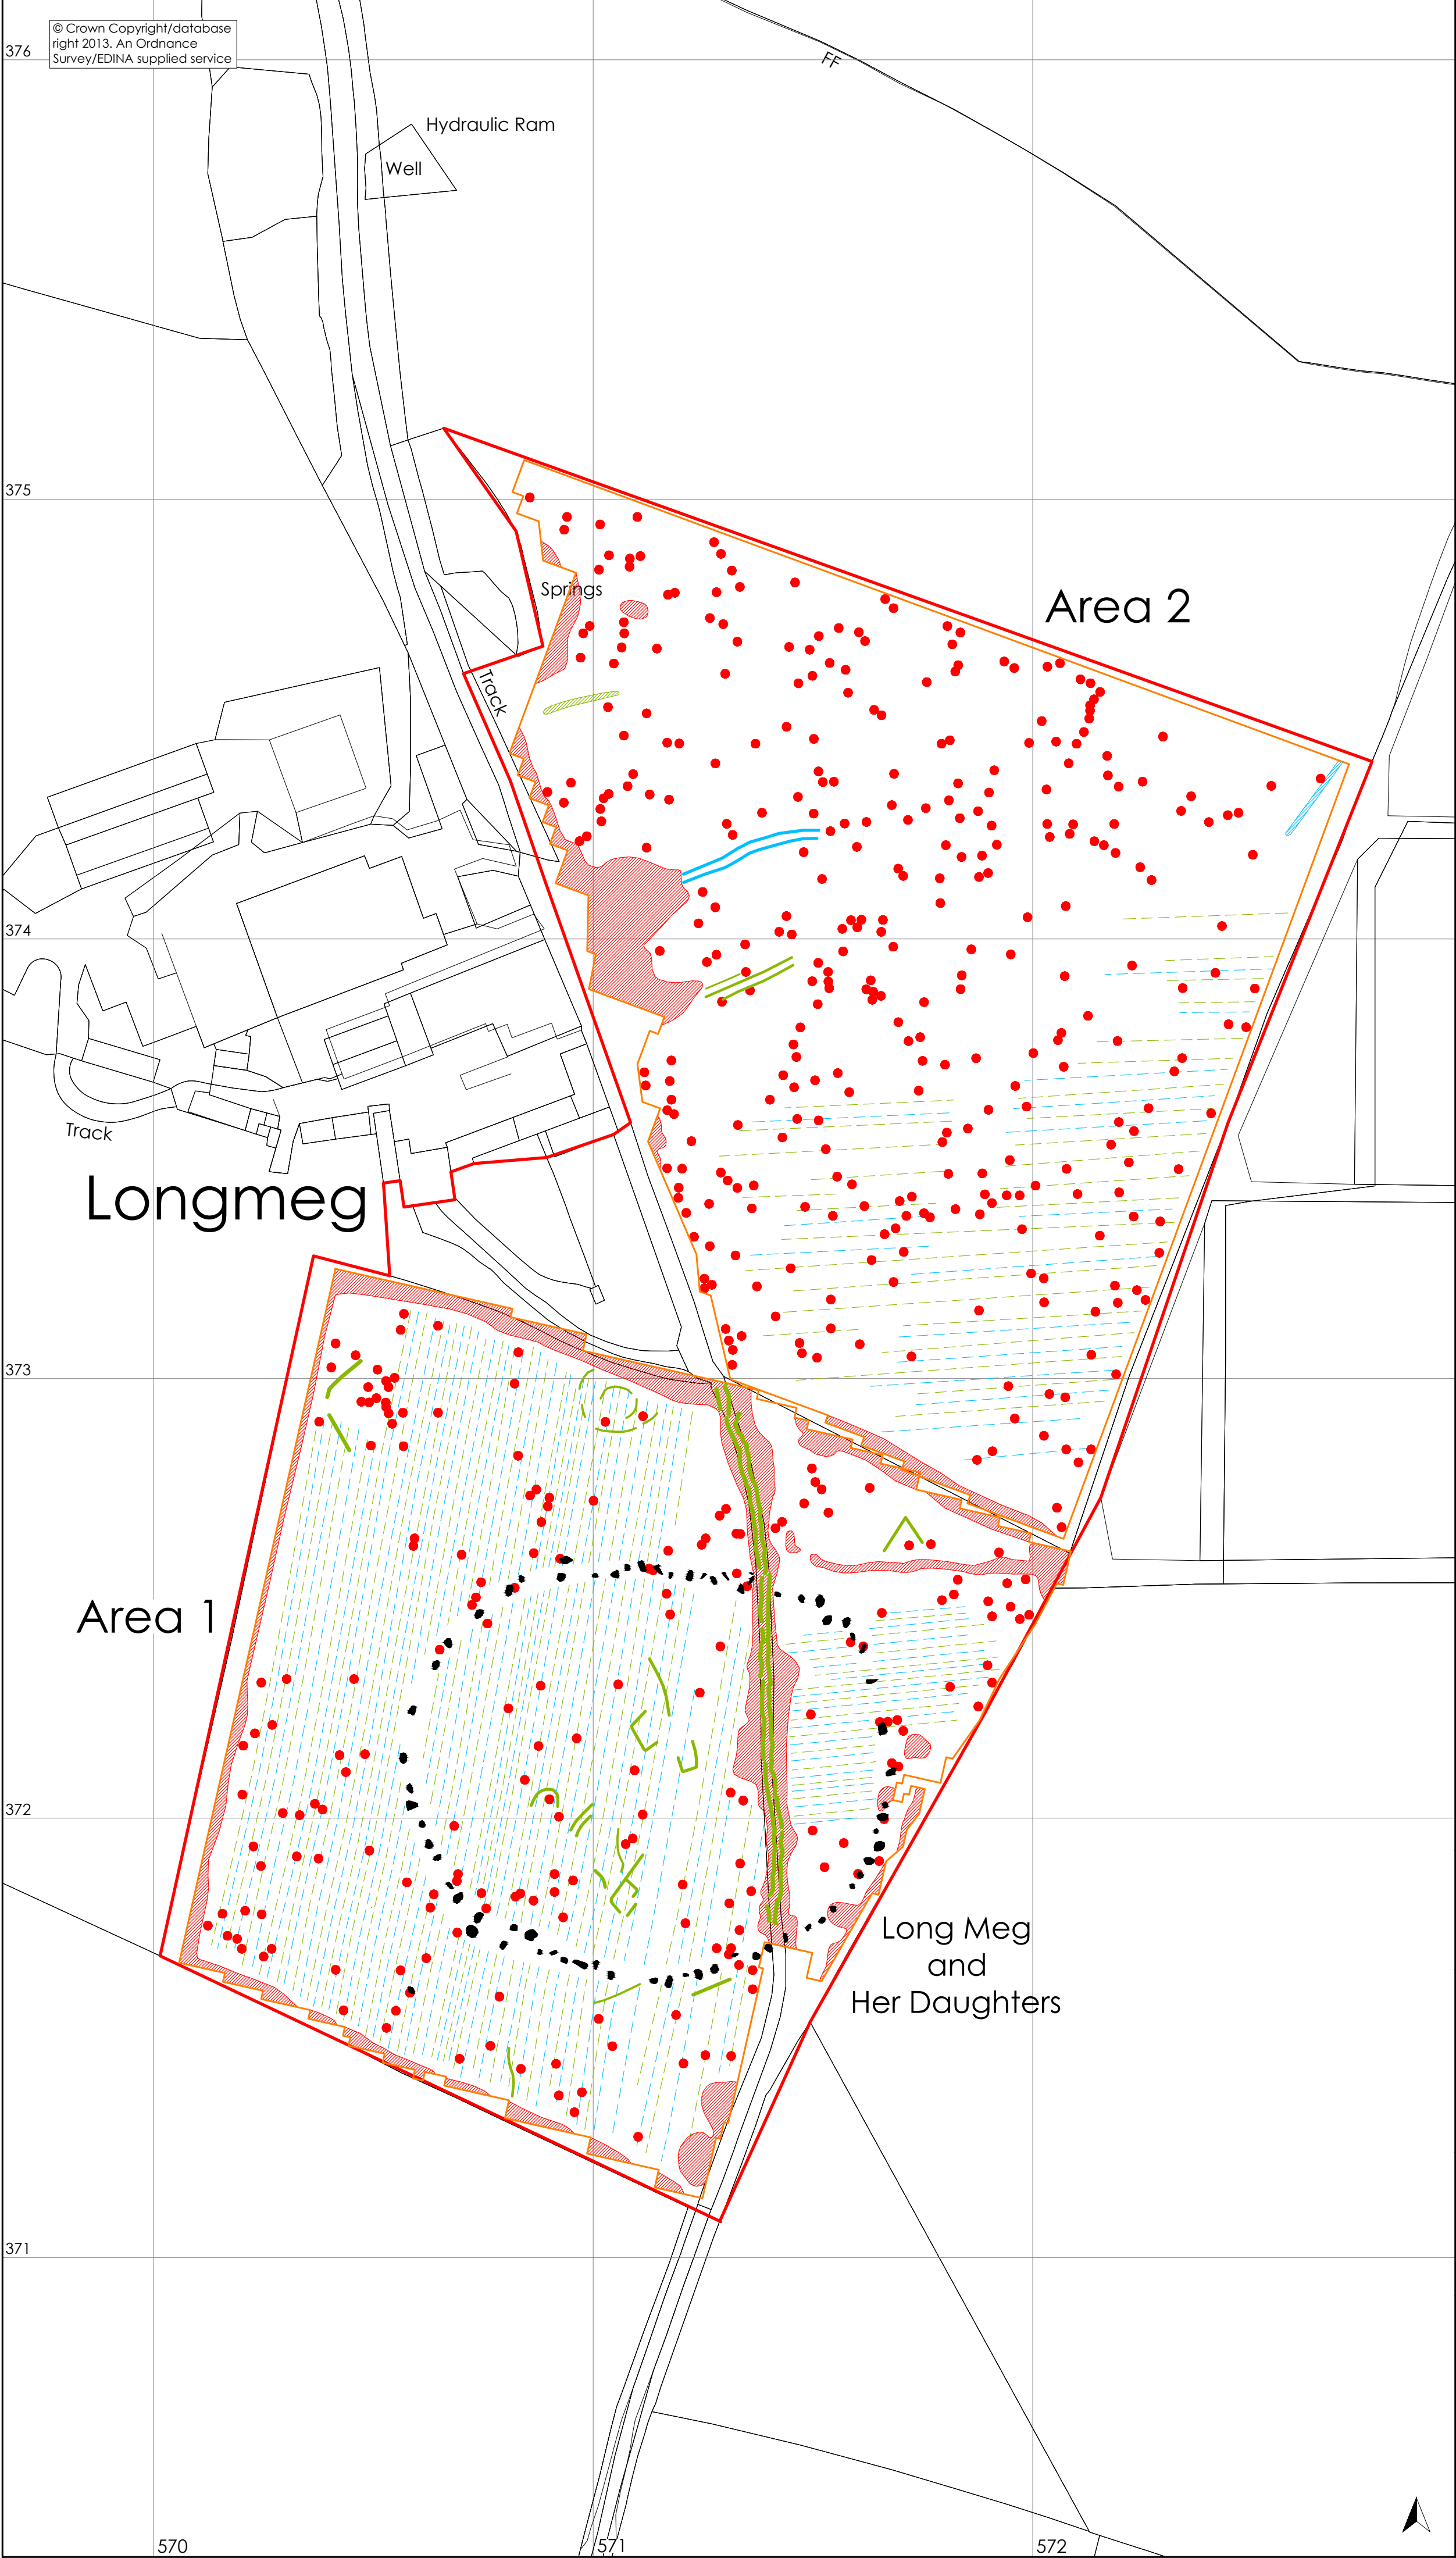 © Crown Copyright/database
right 2013. An Ordnance
Survey/EDINA supplied service
376
FF
Hydraulic Ram
Well
375
Springs
Area 2
Track
374
Track
Longmeg
373
Area 1
372
Long Meg
and
Her Daughters
371
570
571
572